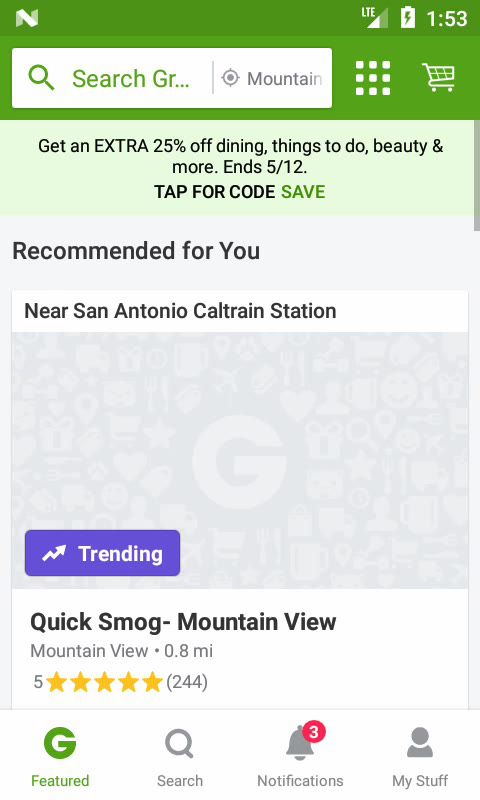 LTE 1:53
Search Gr... Mountain
Get an EXTRA 25% off dining, things to do, beauty &
more. Ends 5/12.
TAP FOR CODE SAVE
Recommended for You
Near San Antonio Caltrain Station
G
Trending
Quick Smog- Mountain View
Mountain View • 0.8 mi
5 (244)
G 3
Featured Search Notifications My Stuff